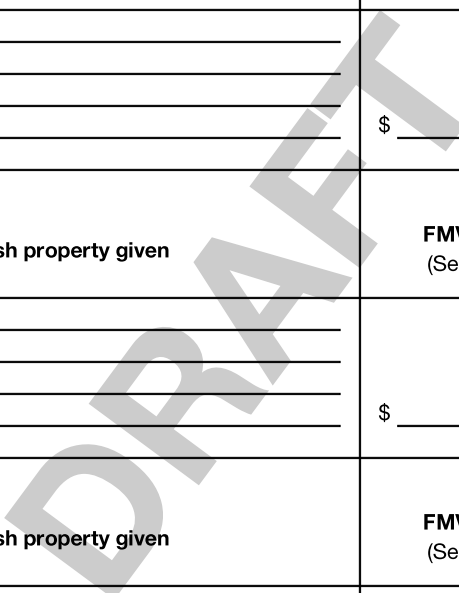 $
sh property given
FMV
(Se
$
sh property given
FMV
(Se
DRAFT